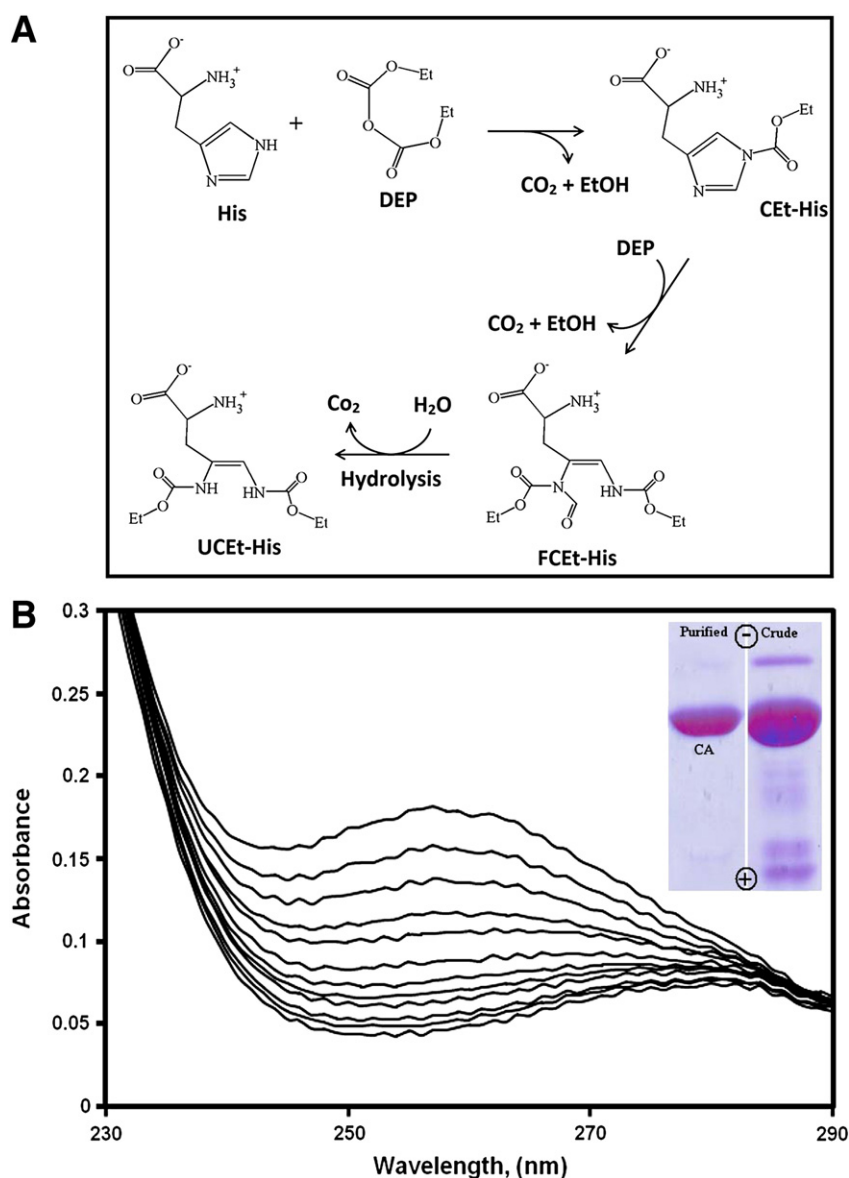 A
O-
O
NH3+
NH
N
His
+
O
O
Et
O
Et
O
O
DEP
CO2 + EtOH
O-
O
NH3+
Et
O
N
O
N
CEt-His
DEP
CO2 + EtOH
O-
O
NH3+
O
N
O
Et
O
HN
O
O
Et
FCEt-His
Co2
H2O
Hydrolysis
O-
O
NH3+
O
NH
O
Et
HN
O
O
Et
UCEt-His
B
0.3
0.25
0.2
0.15
0.1
0.05
0
Absorbance
230
250
270
290
Wavelength, (nm)
Purified - Crude
CA
+